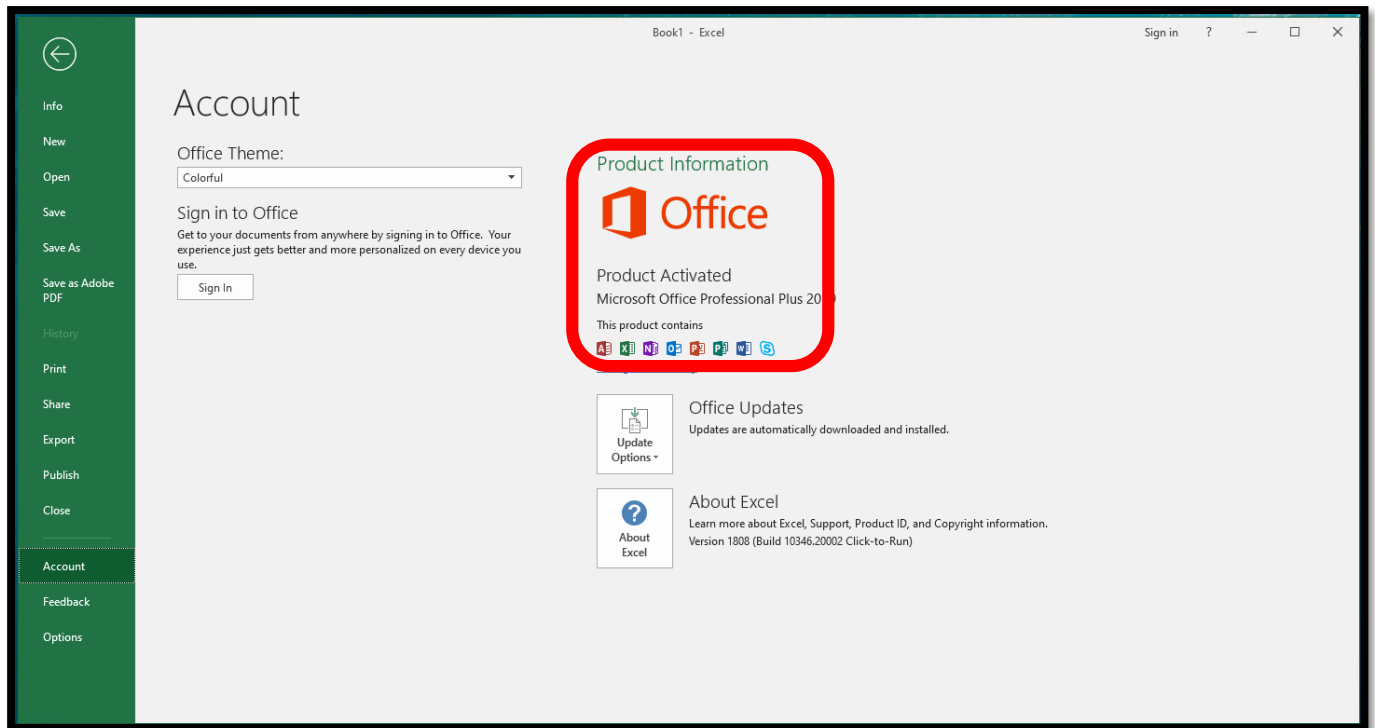 Book1 - Excel
Sign in ?
Info
New
Open
Save
Save As
Save as Adobe
PDF
History
Print
Share
Export
Publish
Close
Account
Feedback
Options
Account
Office Theme:
Colorful
Sign in to Office
Get to your documents from anywhere by signing in to Office. Your
experience just gets better and more personalized on every device you
use.
Sign In
Product Information
Office
Product Activated
Microsoft Office Professional Plus
This product contains
Update
Options
Office Updates
Updates are automatically downloaded and installed.
About
Excel
About Excel
Learn more about Excel, Support, Product ID, and Copyright information.
Version 1808 (Build 10346.20002 Click-to-Run)